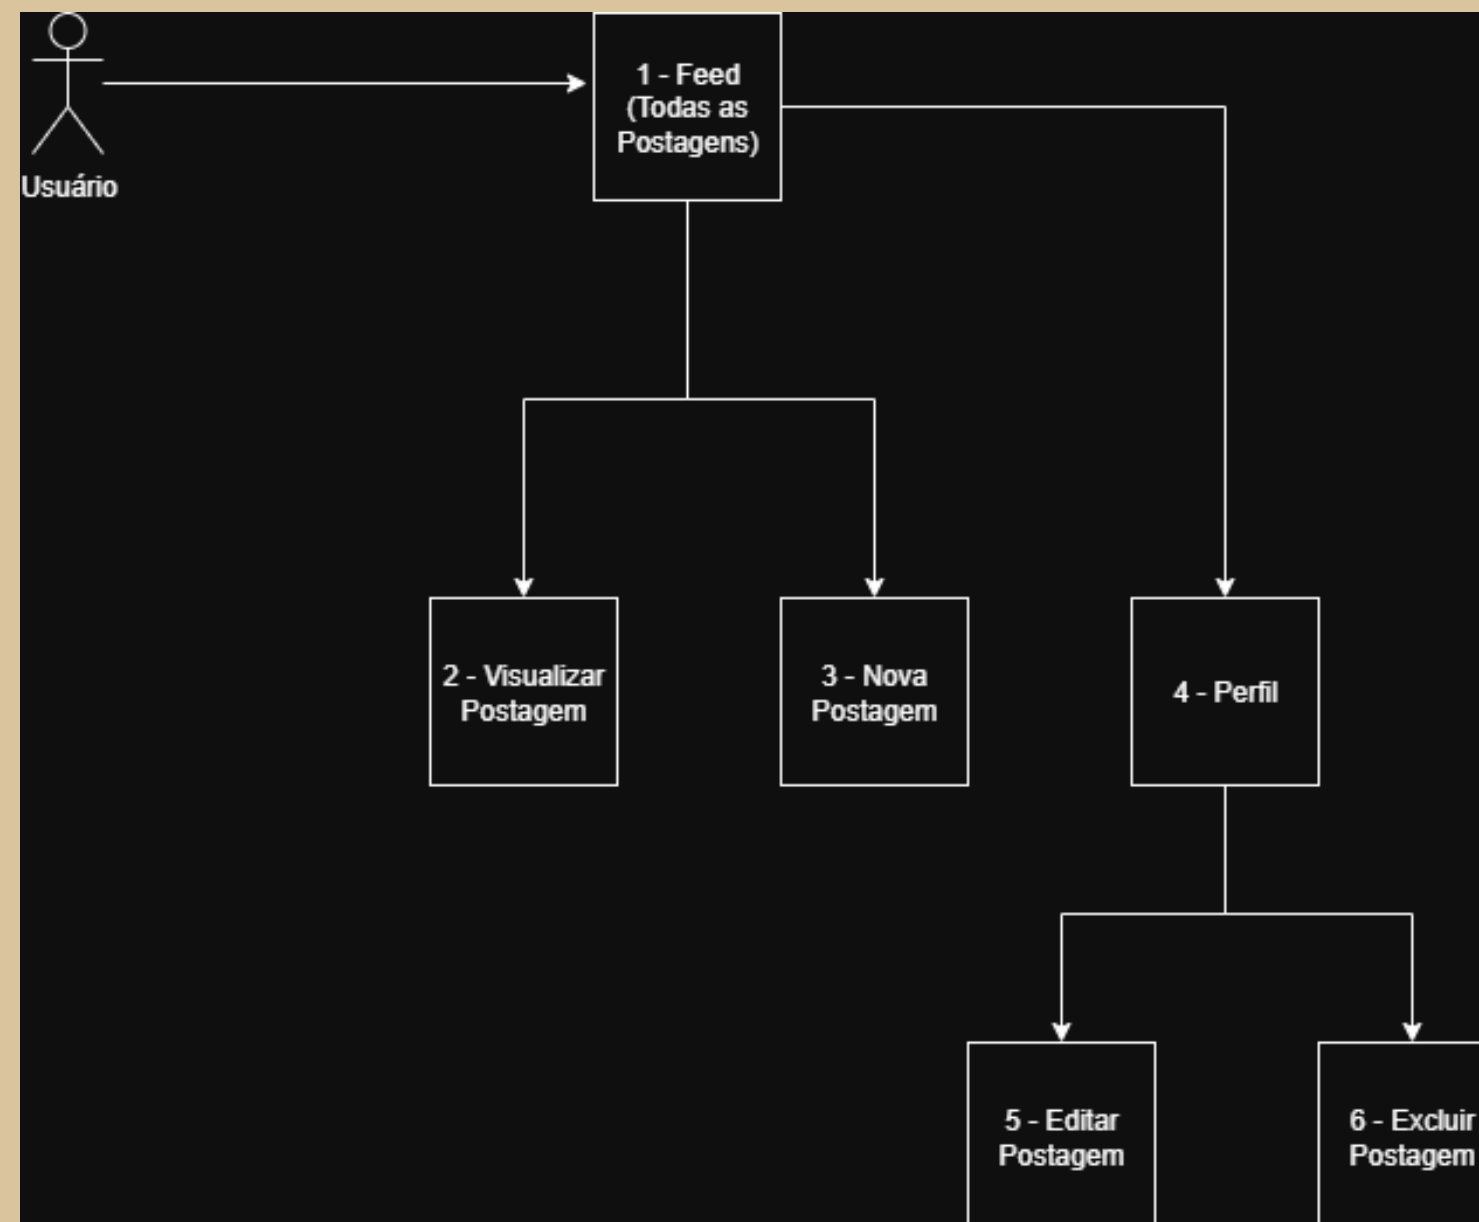 1 - Feed
(Todas as
Postagens)
Usuário
2 - Visualizar
Postagem
3 - Nova
Postagem
4 - Perfil
5 - Editar
Postagem
6 - Excluir
Postagem